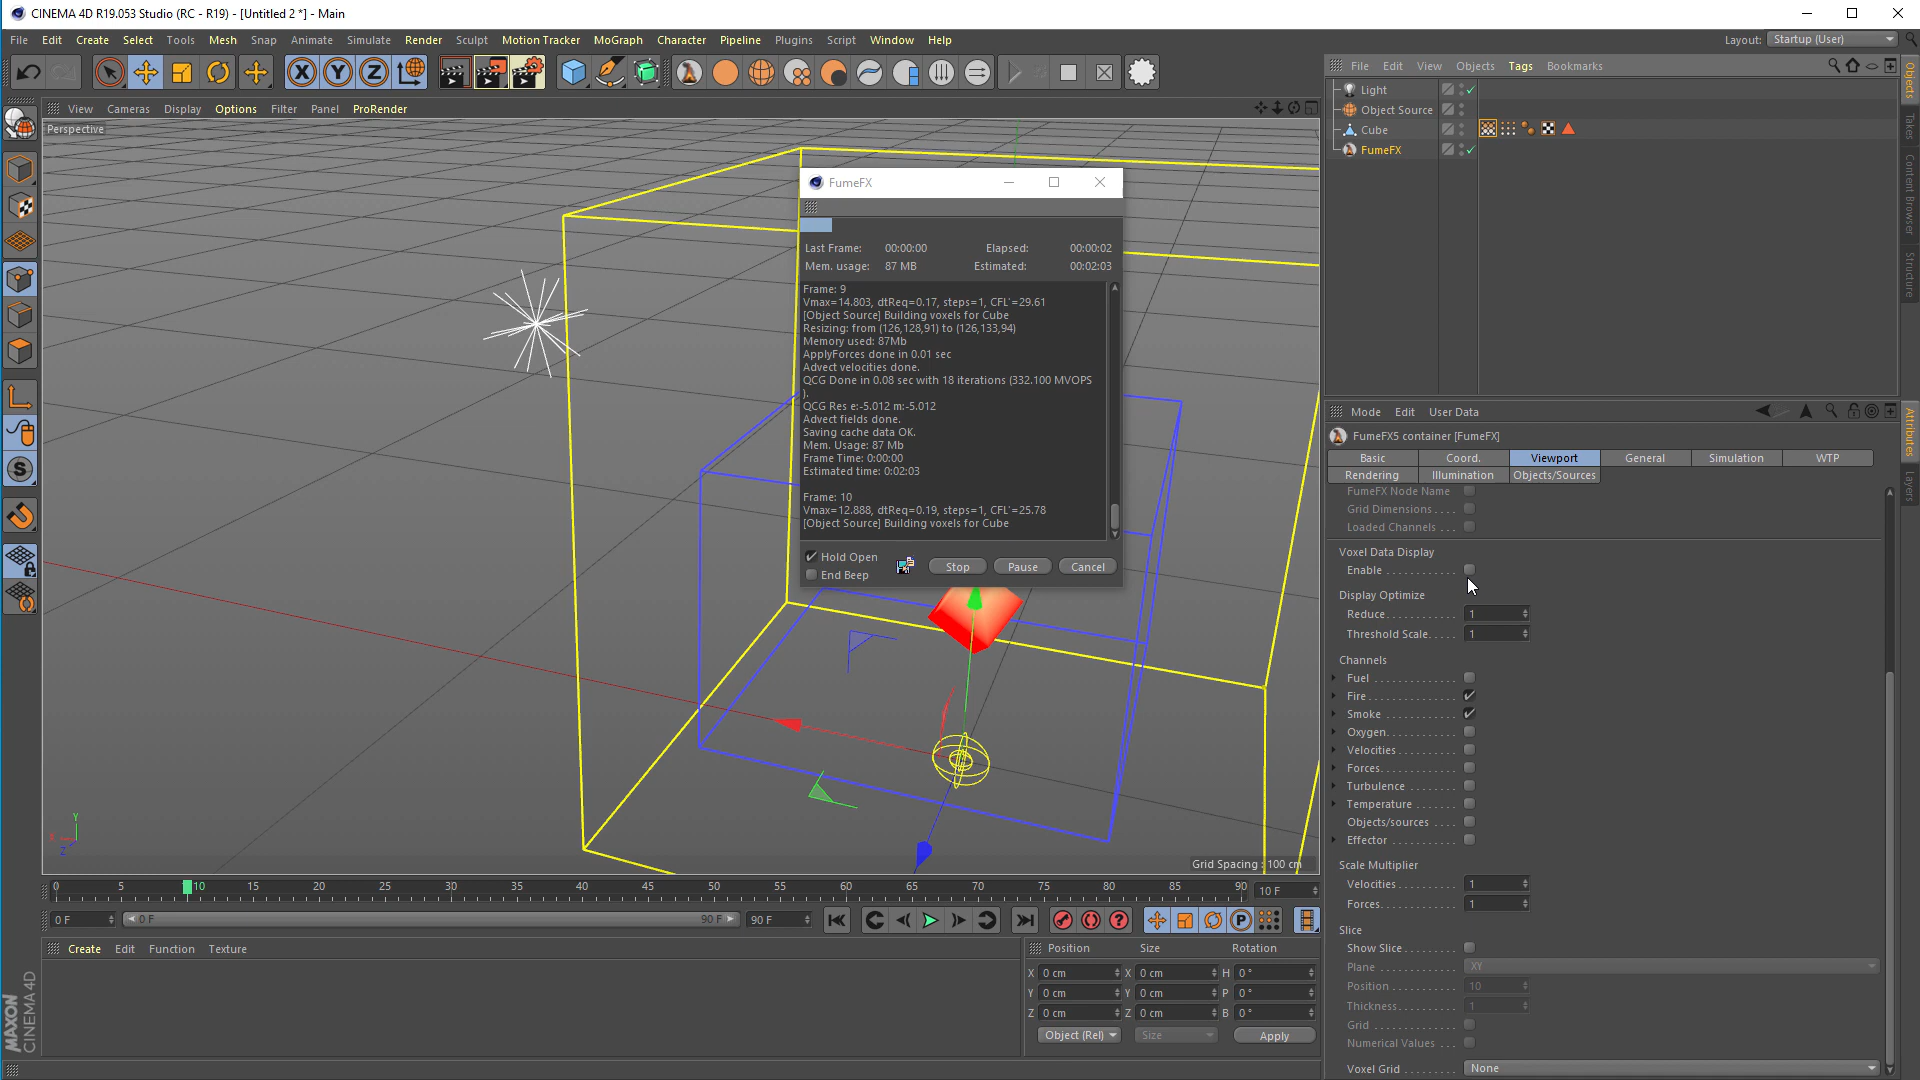 CINEMA 4D R19.053 Studio (RC - R19) - [Untitled 2 *] - Main
File Edit Create Select Tools Mesh Snap Animate Simulate Render Sculpt Motion Tracker MoGraph Character Pipeline Plugins Script Window Help
Layout: Startup (User)
X Y Z
File Edit View Objects Tags Bookmarks
Light
Object Source
Cube
FumeFX
Objects
Takes
Content Browser
Structure
View Cameras Display Options Filter Panel ProRender
Perspective
FumeFX
Last Frame: 00:00:00 Elapsed: 00:00:02
Mem. usage: 87 MB Estimated: 00:02:03
Frame: 9
Vmax=14.803, dtReq=0.17, steps=1, CFL'=29.61
[Object Source] Building voxels for Cube
Resizing: from (126,128,91) to (126,133,94)
Memory used: 87Mb
ApplyForces done in 0.01 sec
Advect velocities done.
QCG Done in 0.08 sec with 18 iterations (332.100 MVOPS
).
QCG Res e:-5.012 m:-5.012
Advect fields done.
Saving cache data OK.
Mem. Usage: 87 Mb
Frame Time: 0:00:00
Estimated time: 0:02:03
Frame: 10
Vmax=12.888, dtReq=0.19, steps=1, CFL'=25.78
[Object Source] Building voxels for Cube
Hold Open
End Beep
Stop Pause Cancel
Y
X
Z
Grid Spacing : 100 cm
Mode Edit User Data
FumeFX5 container [FumeFX]
Basic Coord. Viewport General Simulation WTP
Rendering Illumination Objects/Sources
FumeFX Node Name
Grid Dimensions . . . .
Loaded Channels . . .
Voxel Data Display
Enable
Display Optimize
Reduce 1
Threshold Scale 1
Channels
Fuel
Fire
Smoke
Oxygen
Velocities
Forces
Turbulence
Temperature
Objects/sources
Effector
Scale Multiplier
Velocities 1
Forces 1
Slice
Show Slice
Plane XY
Position 10
Thickness 1
Grid
Numerical Values
Voxel Grid None
Attributes
Layers
0 5 10 15 20 25 30 35 40 45 50 55 60 65 70 75 80 85 90
10 F
0 F 0 F 90 F 90 F
Create Edit Function Texture
Position Size Rotation
X 0 cm X 0 cm H 0 °
Y 0 cm Y 0 cm P 0 °
Z 0 cm Z 0 cm B 0 °
Object (Rel) Size Apply
MAXON
CINEMA 4D